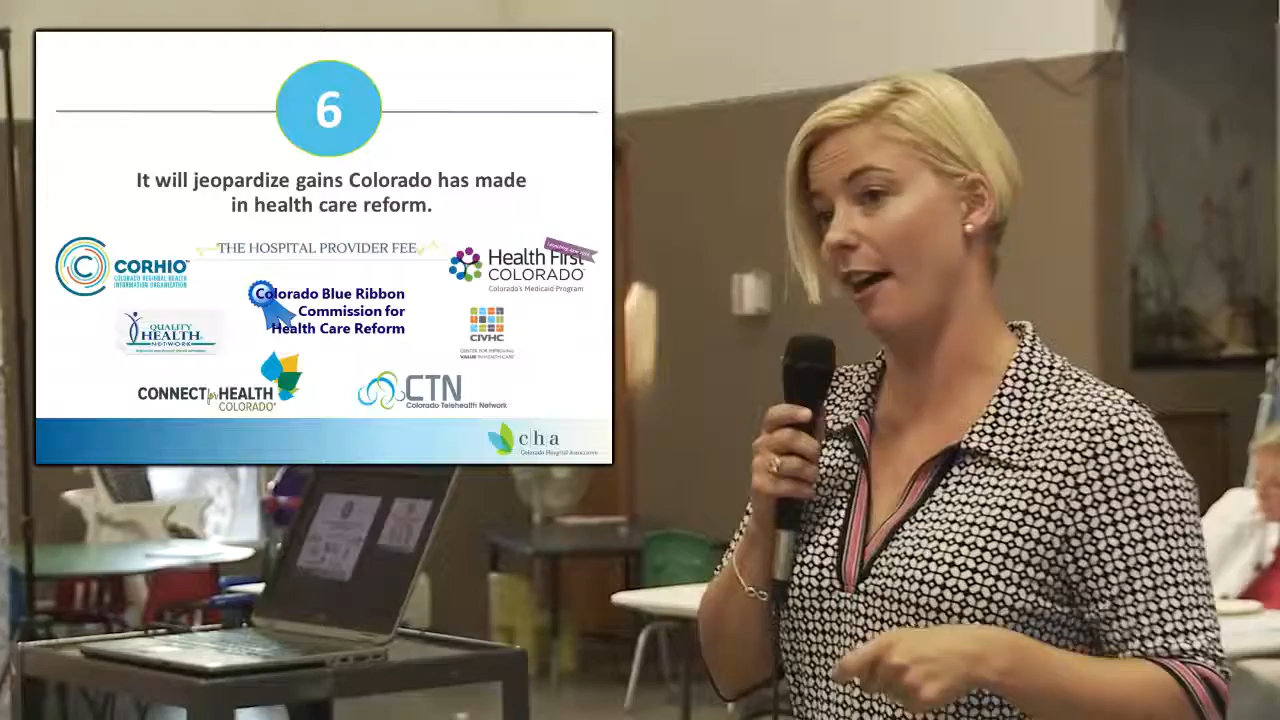 6
It will jeopardize gains Colorado has made
in health care reform.
THE HOSPITAL PROVIDER FEE
CORHIO
COLORADO REGIONAL HEALTH
INFORMATION ORGANIZATION
Health First
COLORADO
Colorado's Medicaid Program
Colorado Blue Ribbon
Commission for
Health Care Reform
QUALITY
HEALTH
NETWORK
CIVHC
CENTER FOR IMPROVING
VALUE IN HEALTH CARE
CONNECT for HEALTH
COLORADO
CTN
Colorado Telehealth Network
c|h|a
Colorado Hospital Association